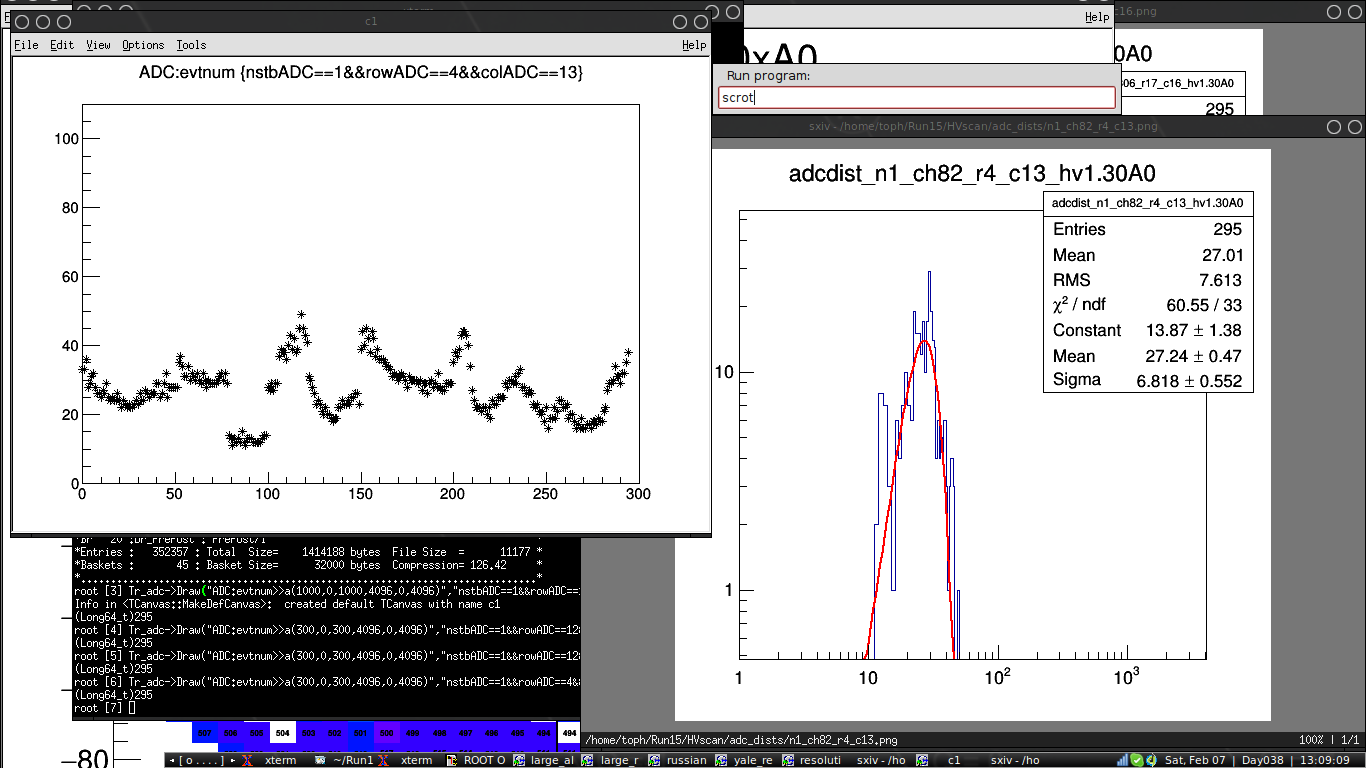 c1
File Edit View Options Tools Help
ADC:evtnum {nstbADC==1&&rowADC==4&&colADC==13}
100
80
60
40
20
0
0 50 100 150 200 250 300
xterm
Help
0xA0
Run program:
scrot
c16.png
0A0
06_r17_c16_hv1.30A0
295
sxiv - /home/toph/Run15/HVscan/adc_dists/n1_ch82_r4_c13.png
adcdist_n1_ch82_r4_c13_hv1.30A0
adcdist_n1_ch82_r4_c13_hv1.30A0
Entries 295
Mean 27.01
RMS 7.613
χ² / ndf 60.55 / 33
Constant 13.87 ± 1.38
Mean 27.24 ± 0.47
Sigma 6.818 ± 0.552
10
1
1 10 10² 10³
/home/toph/Run15/HVscan/adc_dists/n1_ch82_r4_c13.png 100% | 1/1
*Entries : 352357 : Total Size= 1414188 bytes File Size = 11177 *
*Baskets : 45 : Basket Size= 32000 bytes Compression= 126.42 *
*............................................................................*
root [3] Tr_adc->Draw("ADC:evtnum>>a(1000,0,1000,4096,0,4096)","nstbADC==1&&rowADC==
Info in <TCanvas::MakeDefCanvas>: created default TCanvas with name c1
(Long64_t)295
root [4] Tr_adc->Draw("ADC:evtnum>>a(300,0,300,4096,0,4096)","nstbADC==1&&rowADC==12
(Long64_t)295
root [5] Tr_adc->Draw("ADC:evtnum>>a(300,0,300,4096,0,4096)","nstbADC==1&&rowADC==12
(Long64_t)295
root [6] Tr_adc->Draw("ADC:evtnum>>a(300,0,300,4096,0,4096)","nstbADC==1&&rowADC==4&
(Long64_t)295
root [7]
507 506 505 504 503 502 501 500 499 498 497 496 495 494 494
−80
[ o . . . . ] xterm ~/Run1 xterm ROOT O large_al large_r russian yale_re resoluti sxiv - /ho c1 sxiv - /ho Sat, Feb 07 | Day038 | 13:09:09